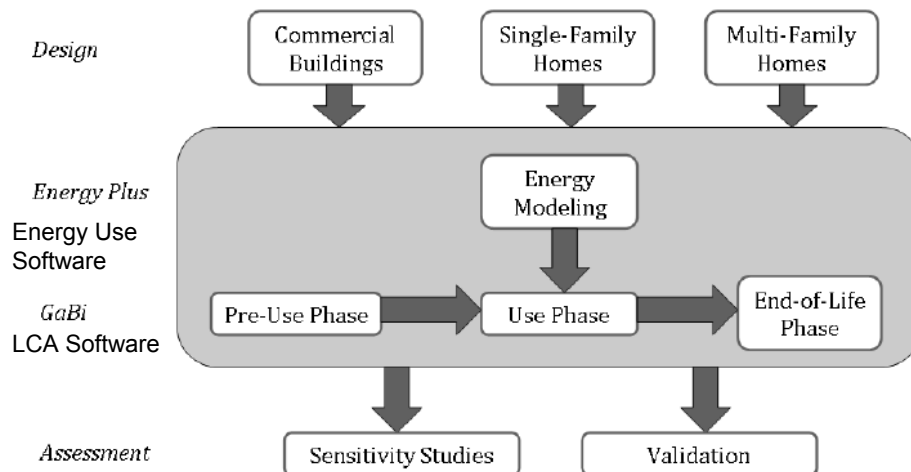 Design
Commercial
Buildings
Single-Family
Homes
Multi-Family
Homes
Energy Plus
Energy Use
Software
Energy
Modeling
GaBi
LCA Software
Pre-Use Phase
Use Phase
End-of-Life
Phase
Assessment
Sensitivity Studies
Validation